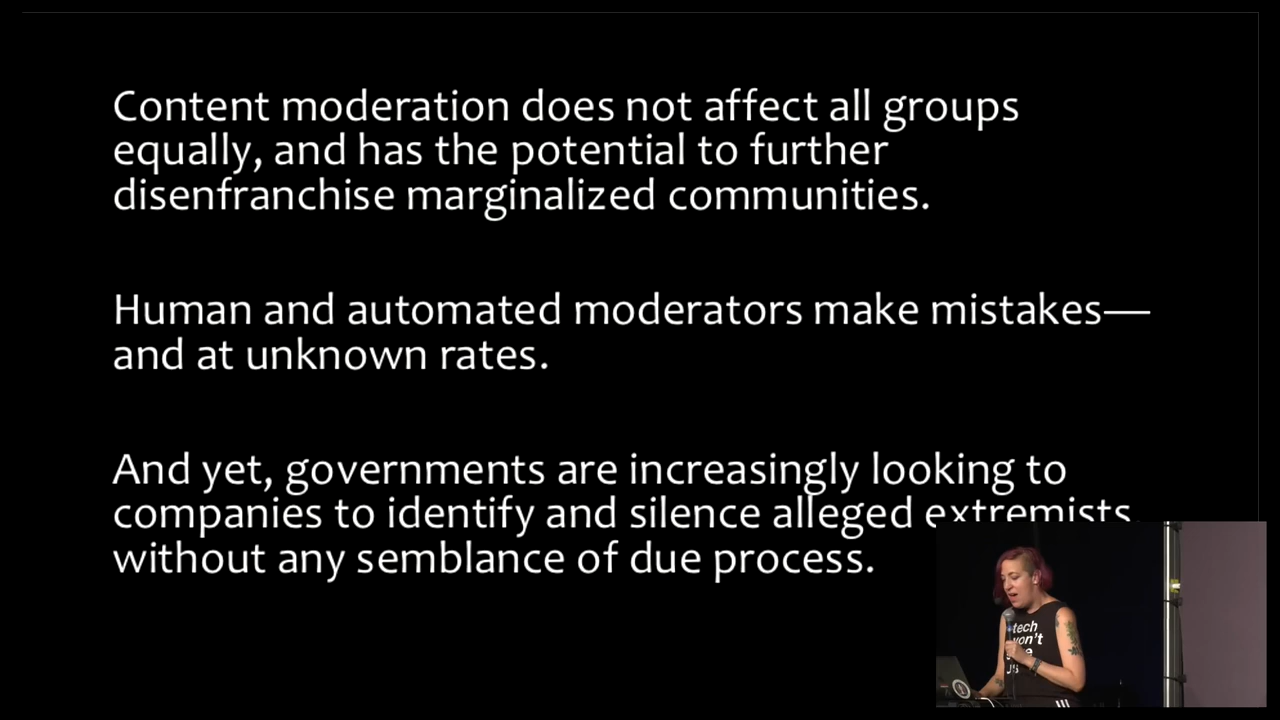 Content moderation does not affect all groups
equally, and has the potential to further
disenfranchise marginalized communities.
Human and automated moderators make mistakes—
and at unknown rates.
And yet, governments are increasingly looking to
companies to identify and silence alleged extremists
without any semblance of due process.
tech
won't